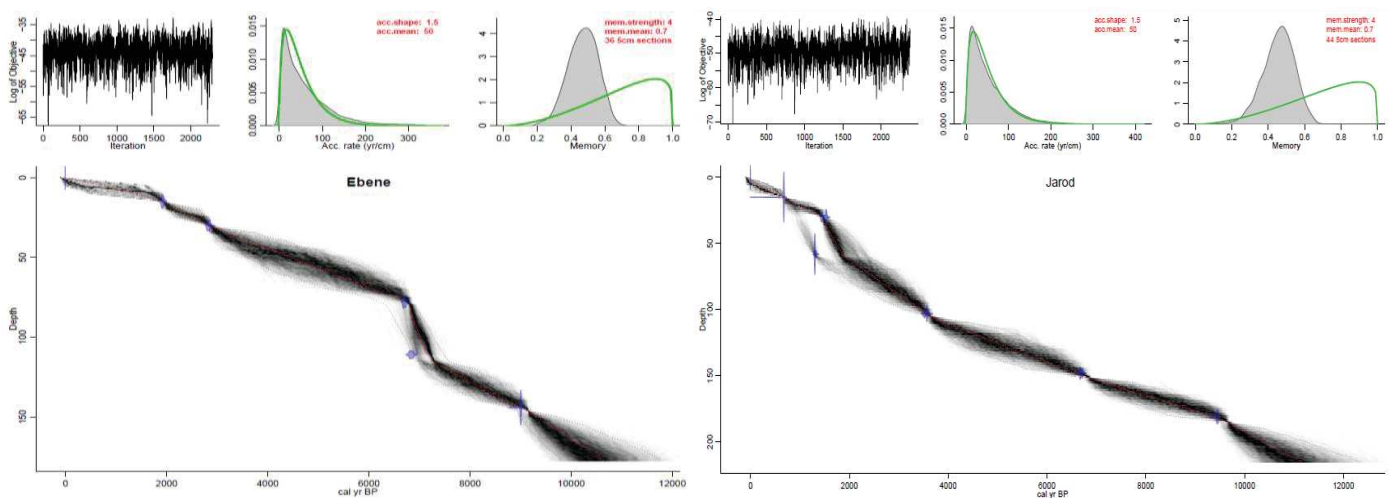 -35
-45
-55
-65
Log of Objective
0 500 1000 1500 2000
Iteration
0.015
0.010
0.005
0.000
acc.shape: 1.5
acc.mean: 50
0 100 200 300
Acc. rate (yr/cm)
4
3
2
1
0
mem.strength: 4
mem.mean: 0.7
36 5cm sections
0.0 0.2 0.4 0.6 0.8 1.0
Memory
-40
-50
-60
-70
Log of Objective
0 500 1000 1500 2000
Iteration
0.015
0.010
0.005
0.000
acc.shape: 1.5
acc.mean: 50
0 100 200 300 400
Acc. rate (yr/cm)
5
4
3
2
1
0
mem.strength: 4
mem.mean: 0.7
44 5cm sections
0.0 0.2 0.4 0.6 0.8 1.0
Memory
Ebene
0
50
100
150
Depth
0 2000 4000 6000 8000 10000 12000
cal yr BP
Jarod
0
50
100
150
200
Depth
0 2000 4000 6000 8000 10000 12000
cal yr BP